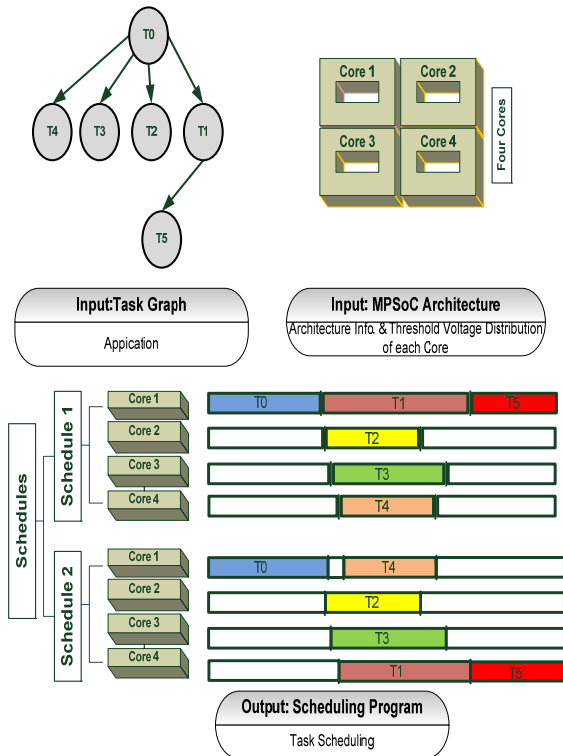 T0
T4
T3
T2
T1
T5
Core 1
Core 2
Core 3
Core 4
Four Cores
Input:Task Graph
Appication
Input: MPSoC Architecture
Architecture Info. & Threshold Voltage Distribution
of each Core
Schedules
Schedule 1
Core 1
T0
T1
T5
Core 2
T2
Core 3
T3
Core 4
T4
Schedule 2
Core 1
T0
T4
Core 2
T2
Core 3
T3
Core 4
T1
T5
Output: Scheduling Program
Task Scheduling